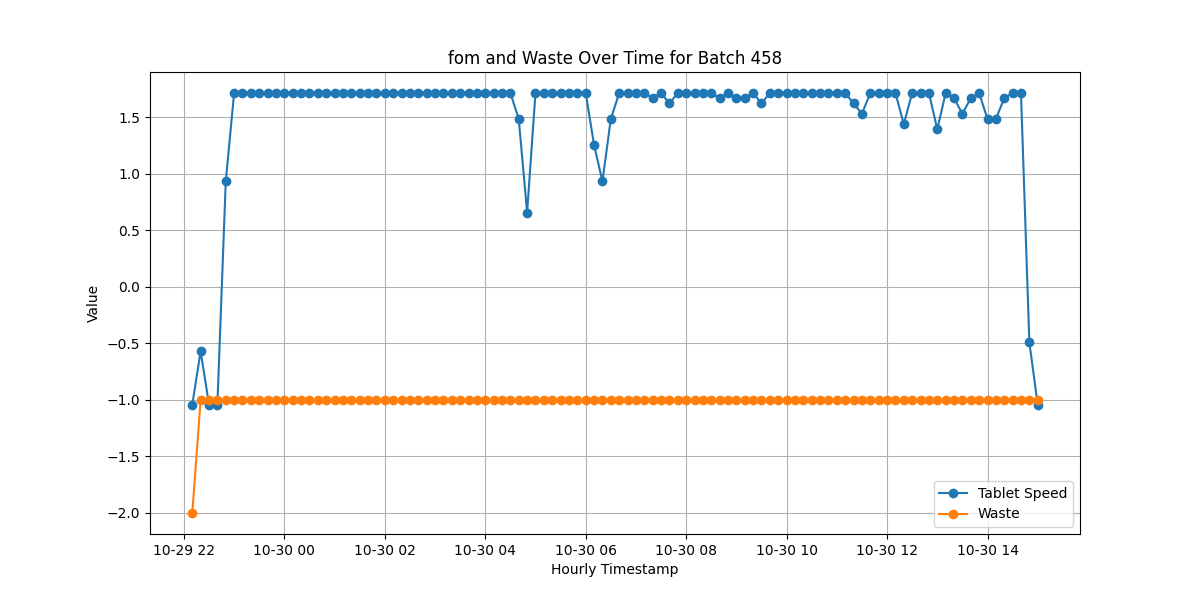 fom and Waste Over Time for Batch 458
Value
1.5
1.0
0.5
0.0
−0.5
−1.0
−1.5
−2.0
Tablet Speed
Waste
10-29 22 10-30 00 10-30 02 10-30 04 10-30 06 10-30 08 10-30 10 10-30 12 10-30 14
Hourly Timestamp